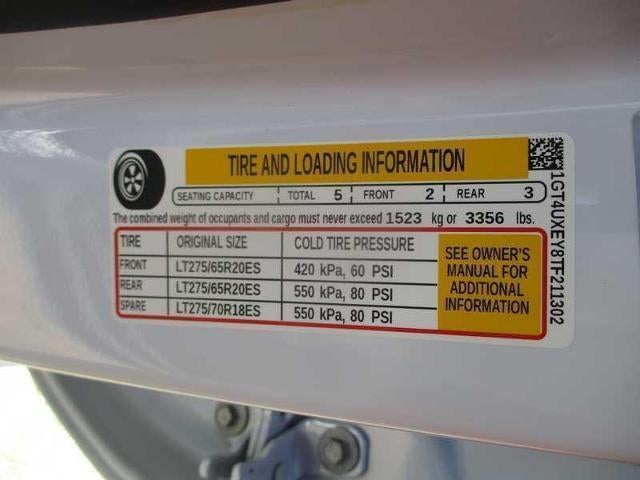 TIRE AND LOADING INFORMATION
SEATING CAPACITY TOTAL 5 FRONT 2 REAR 3
The combined weight of occupants and cargo must never exceed 1523 kg or 3356 lbs.
TIRE ORIGINAL SIZE COLD TIRE PRESSURE
FRONT LT275/65R20ES 420 kPa, 60 PSI
REAR LT275/65R20ES 550 kPa, 80 PSI
SPARE LT275/70R18ES 550 kPa, 80 PSI
SEE OWNER'S
MANUAL FOR
ADDITIONAL
INFORMATION
1GT4UXEY8TF211302